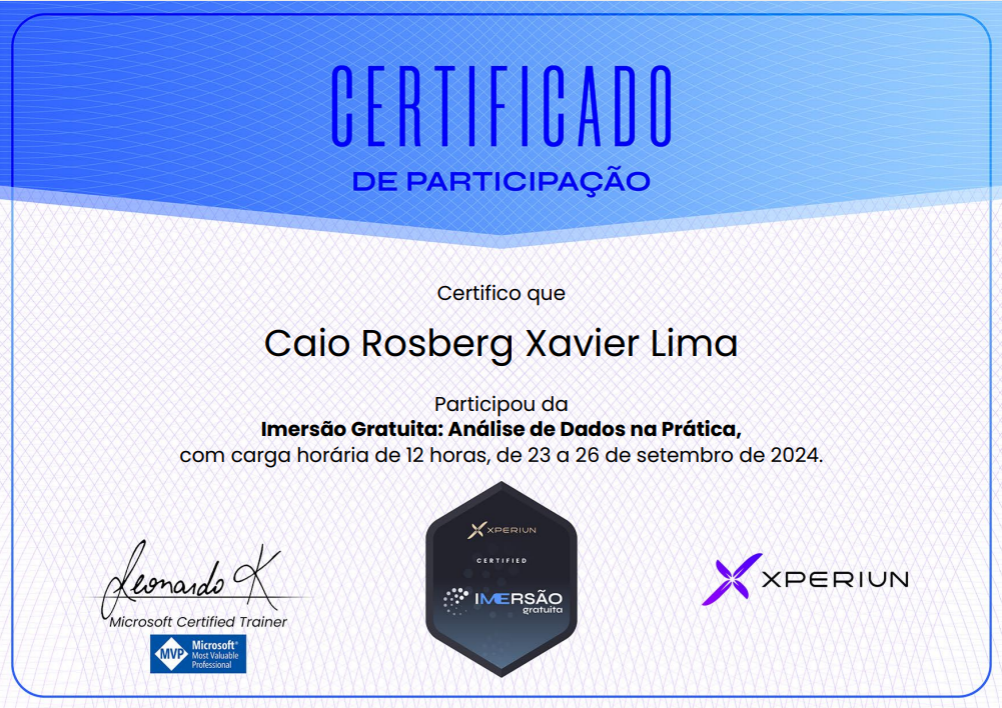 CERTIFICADO
DE PARTICIPAÇÃO
Certifico que
Caio Rosberg Xavier Lima
Participou da
Imersão Gratuita: Análise de Dados na Prática,
com carga horária de 12 horas, de 23 a 26 de setembro de 2024.
XPERIUN
CERTIFIED
IMERSÃO
gratuita
Leonardo K
Microsoft Certified Trainer
MVP
Microsoft®
Most Valuable
Professional
XPERIUN